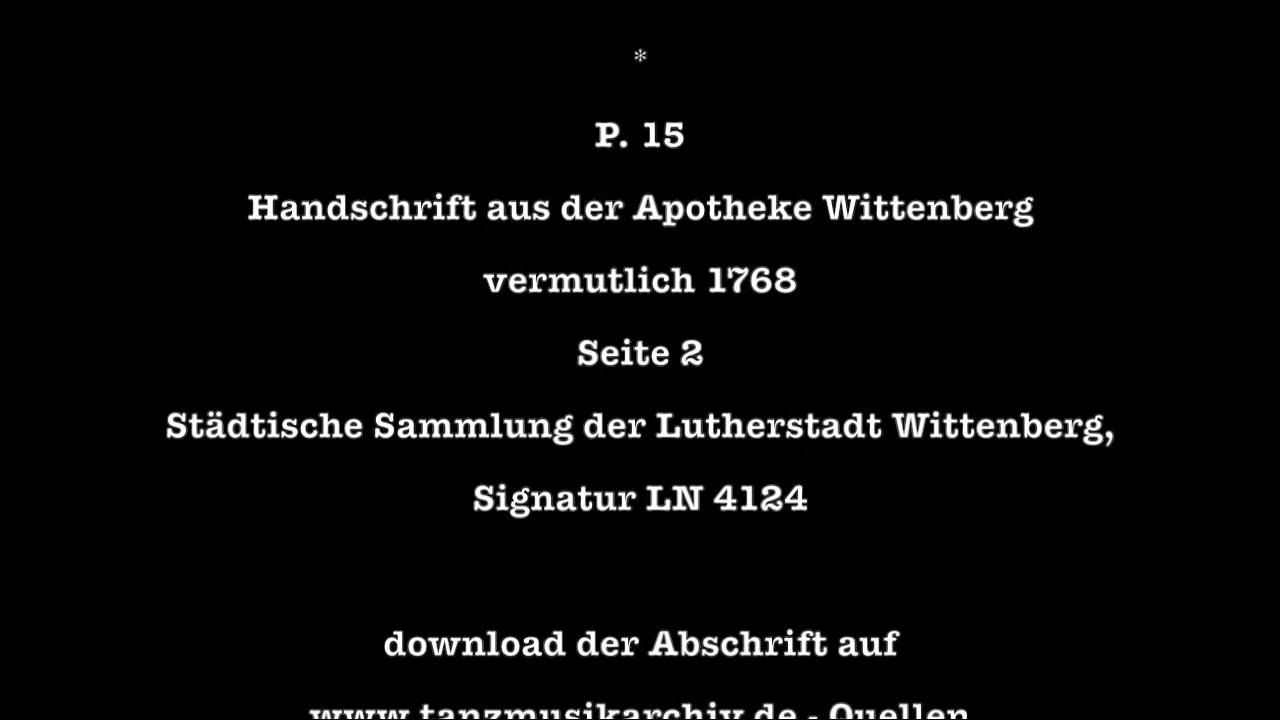 *
P. 15
Handschrift aus der Apotheke Wittenberg
vermutlich 1768
Seite 2
Städtische Sammlung der Lutherstadt Wittenberg,
Signatur LN 4124
download der Abschrift auf
www.tanzmusikarchiv.de - Quellen